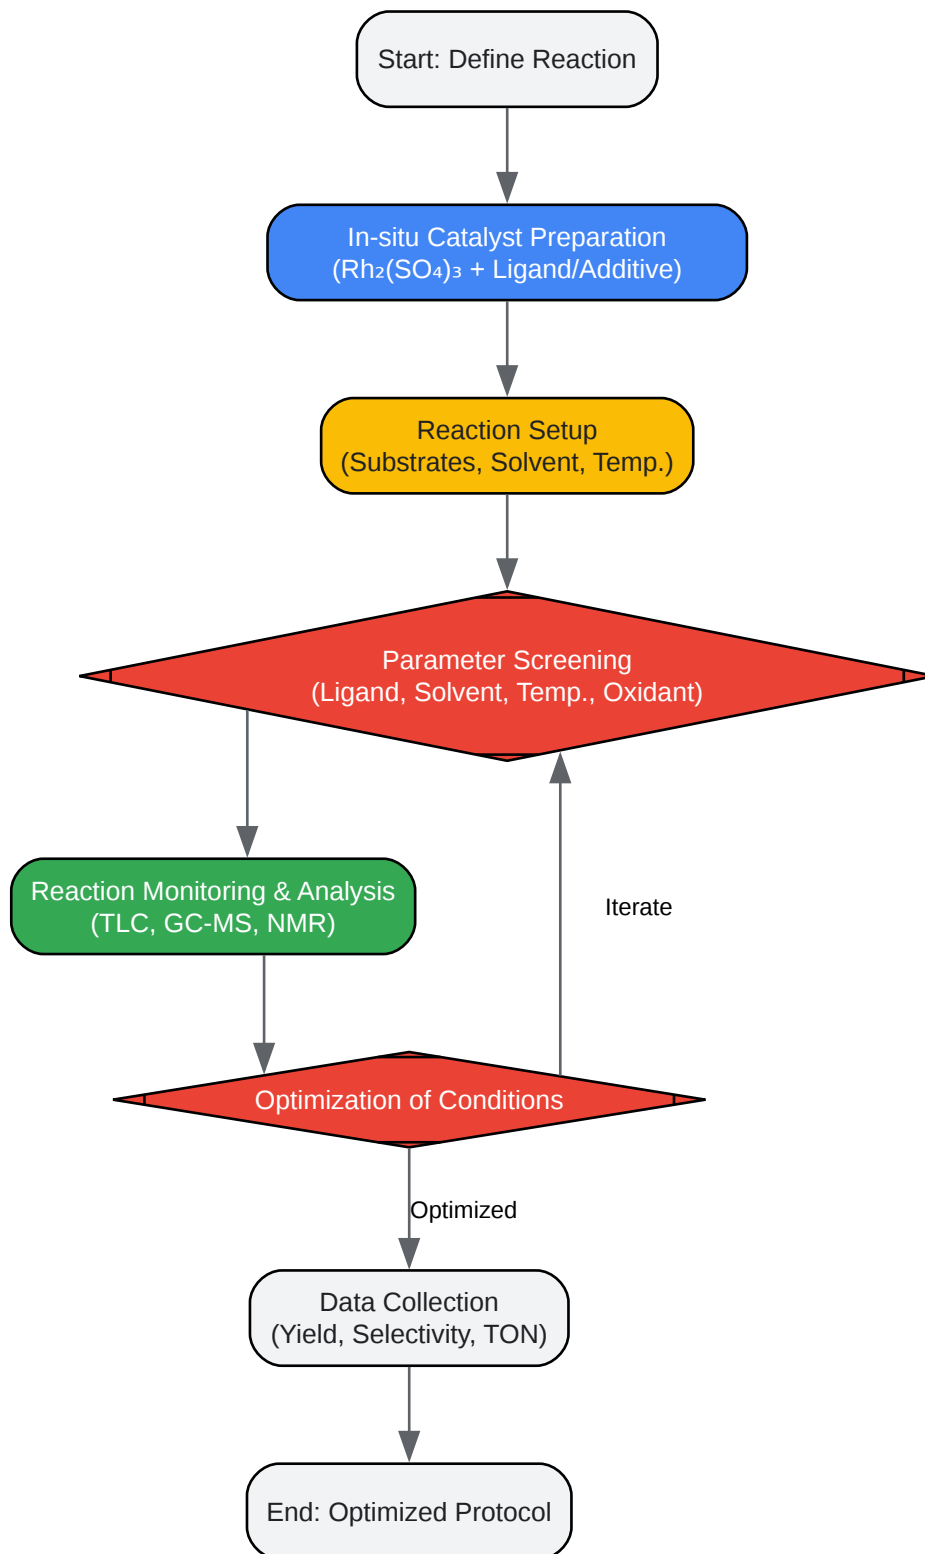 Start: Define Reaction
In-situ Catalyst Preparation
(Rh₂(SO₄)₃ + Ligand/Additive)
Reaction Setup
(Substrates, Solvent, Temp.)
Parameter Screening
(Ligand, Solvent, Temp., Oxidant)
Reaction Monitoring & Analysis
(TLC, GC-MS, NMR)
Iterate
Optimization of Conditions
Optimized
Data Collection
(Yield, Selectivity, TON)
End: Optimized Protocol